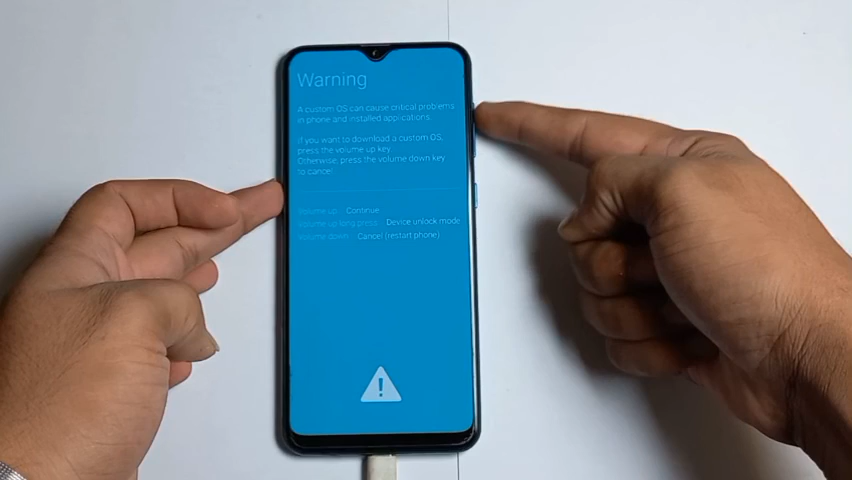 Warning
A custom OS can cause critical problems
in phone and installed applications.
If you want to download a custom OS,
press the volume up key.
Otherwise, press the volume down key
to cancel.
Volume up : Continue
Volume up long press : Device unlock mode
Volume down : Cancel (restart phone)